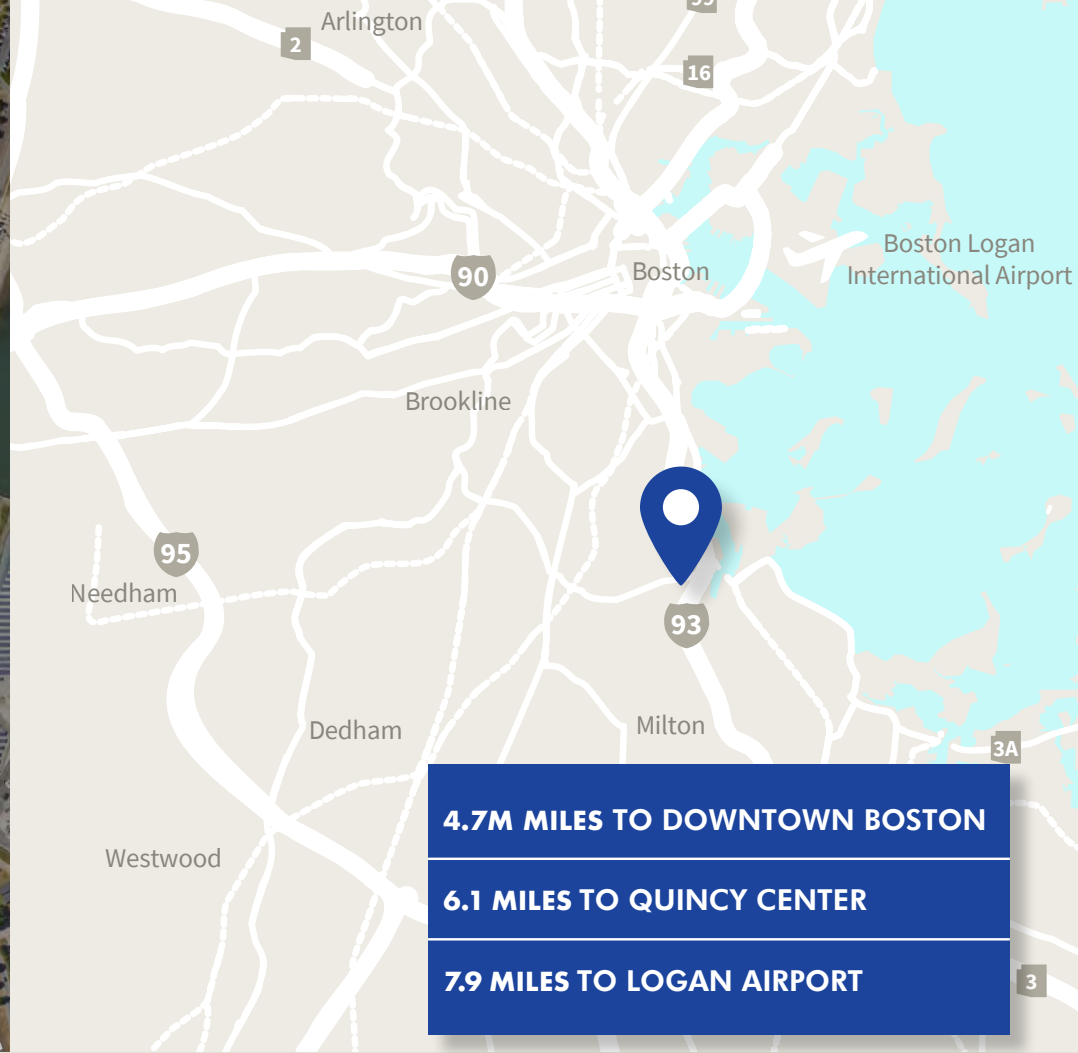 Arlington
2
16
Boston Logan
International Airport
90
Boston
Brookline
95
Needham
93
Dedham
Milton
3A
4.7M MILES TO DOWNTOWN BOSTON
Westwood
6.1 MILES TO QUINCY CENTER
7.9 MILES TO LOGAN AIRPORT
3